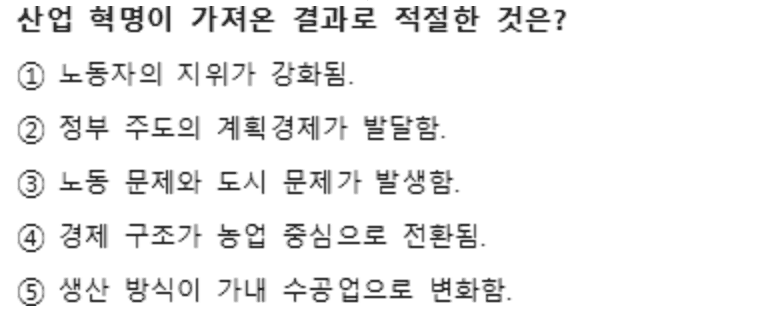 산업 혁명이 가져온 결과로 적절한 것은?
① 노동자의 지위가 강화됨.
② 정부 주도의 계획경제가 발달함.
③ 노동 문제와 도시 문제가 발생함.
④ 경제 구조가 농업 중심으로 전환됨.
⑤ 생산 방식이 가내 수공업으로 변화함.